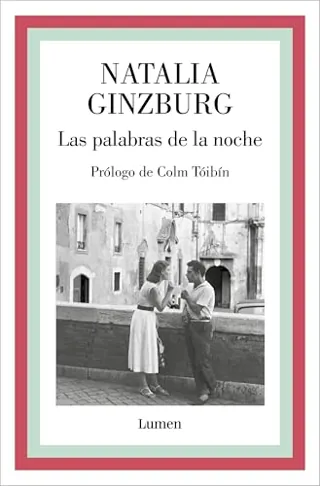 NATALIA
GINZBURG
Las palabras de la noche
Prólogo de Colm Tóibín
Lumen